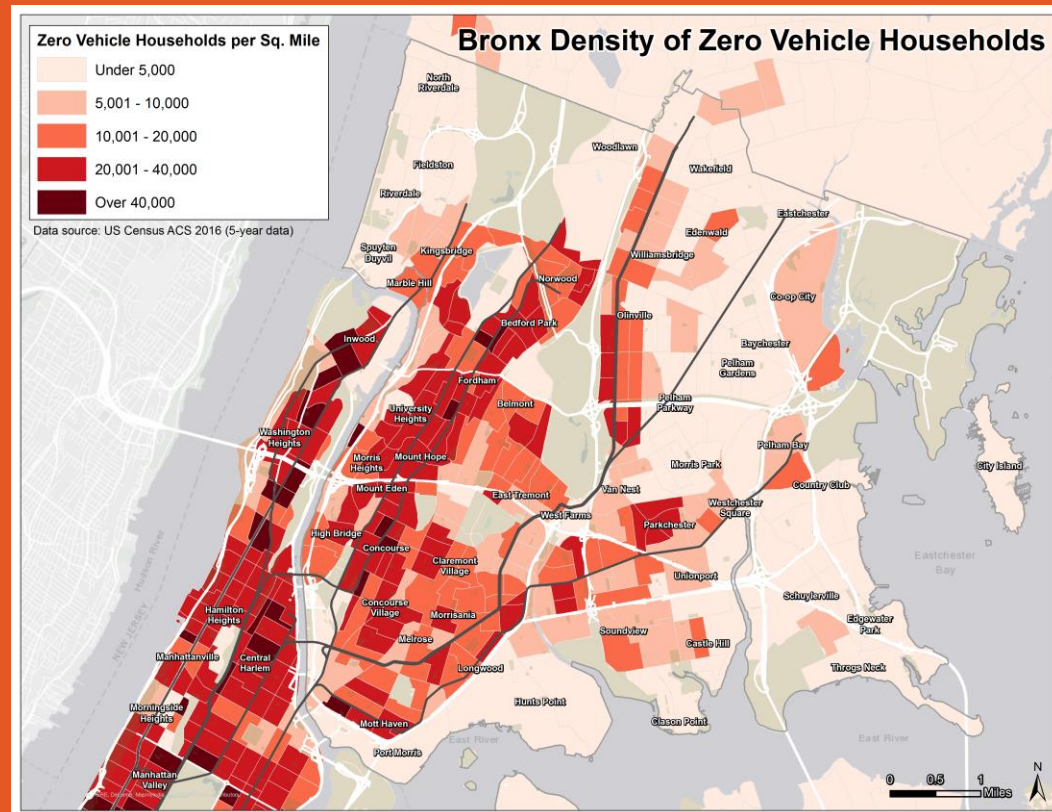 Bronx Density of Zero Vehicle Households
Zero Vehicle Households per Sq. Mile
Under 5,000
5,001 - 10,000
10,001 - 20,000
20,001 - 40,000
Over 40,000
Data source: US Census ACS 2016 (5-year data)
North
Riverdale
Woodlawn
Wakefield
Fieldston
Riverdale
Eastchester
Edenwald
Spuyten
Duyvil
Kingsbridge
Williamsbridge
Marble Hill
Norwood
Co-op City
Olinville
Bedford Park
Inwood
Baychester
Pelham
Gardens
Fordham
Belmont
Pelham
Parkway
University
Heights
Washington
Heights
Pelham Bay
Morris
Heights
Mount Hope
Morris Park
City Island
Mount Eden
Country Club
East Tremont
Van Nest
Westchester
Square
West Farms
Parkchester
High Bridge
Concourse
Claremont
Village
Eastchester
Bay
Unionport
Hudson River
NEW JERSEY
Concourse
Village
Morrisania
Schuylerville
Hamilton
Heights
Melrose
Soundview
Castle Hill
Edgewater
Park
Manhattanville
Central
Harlem
Longwood
Throgs Neck
Hunts Point
Morningside
Heights
Mott Haven
Clason Point
East River
East River
Port Morris
Manhattan
Valley
N
0 0.5 1
Miles